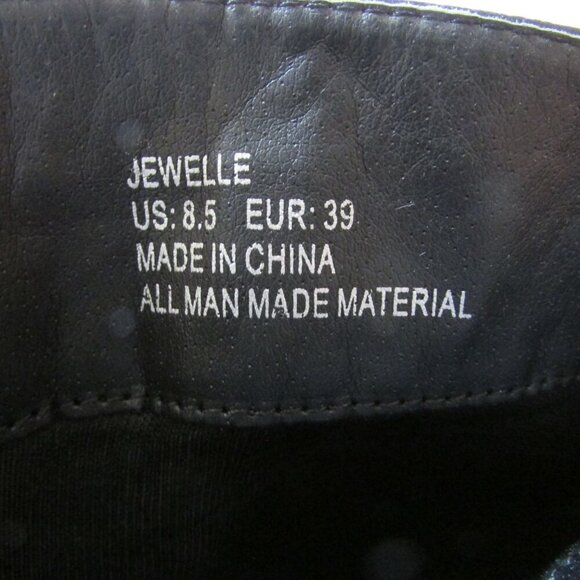 JEWELLE
US: 8.5 EUR: 39
MADE IN CHINA
ALL MAN MADE MATERIAL